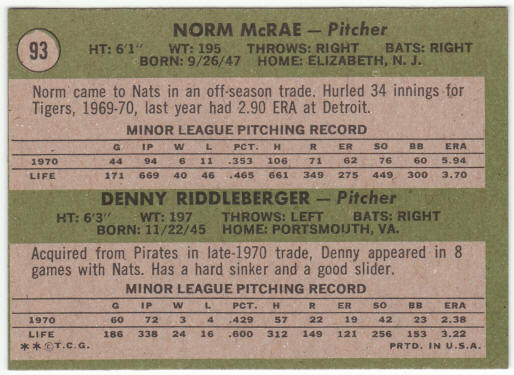 93
NORM McRAE — Pitcher
HT: 6'1" WT: 195 THROWS: RIGHT BATS: RIGHT
BORN: 9/26/47 HOME: ELIZABETH, N. J.
Norm came to Nats in an off-season trade. Hurled 34 innings for
Tigers, 1969-70, last year had 2.90 ERA at Detroit.
MINOR LEAGUE PITCHING RECORD
G IP W L PCT. H R ER SO BB ERA
1970 44 94 6 11 .353 106 71 62 76 60 5.94
LIFE 171 669 40 46 .465 661 349 275 449 300 3.70
DENNY RIDDLEBERGER — Pitcher
HT: 6'3" WT: 197 THROWS: LEFT BATS: RIGHT
BORN: 11/22/45 HOME: PORTSMOUTH, VA.
Acquired from Pirates in late-1970 trade, Denny appeared in 8
games with Nats. Has a hard sinker and a good slider.
MINOR LEAGUE PITCHING RECORD
G IP W L PCT. H R ER SO BB ERA
1970 60 72 3 4 .429 57 22 19 42 23 2.38
LIFE 186 338 24 16 .600 312 149 121 256 153 3.22
**©T.C.G. PRTD. IN U.S.A.